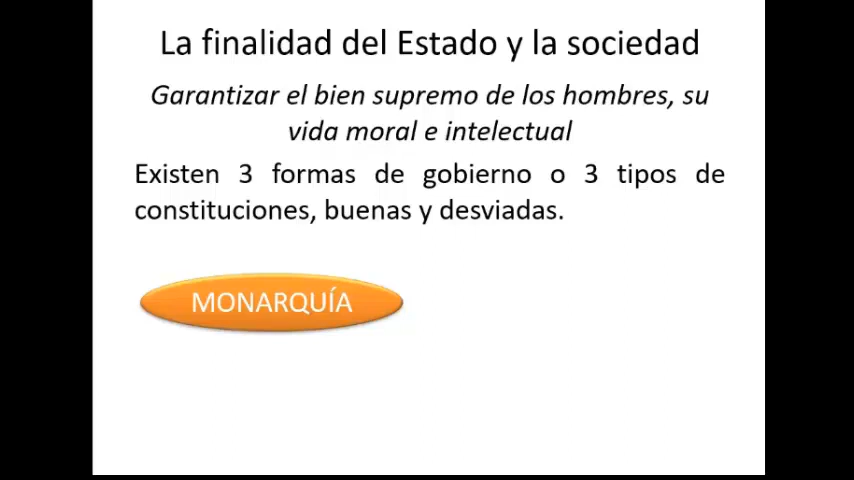 La finalidad del Estado y la sociedad
Garantizar el bien supremo de los hombres, su
vida moral e intelectual
Existen 3 formas de gobierno o 3 tipos de
constituciones, buenas y desviadas.
MONARQUÍA